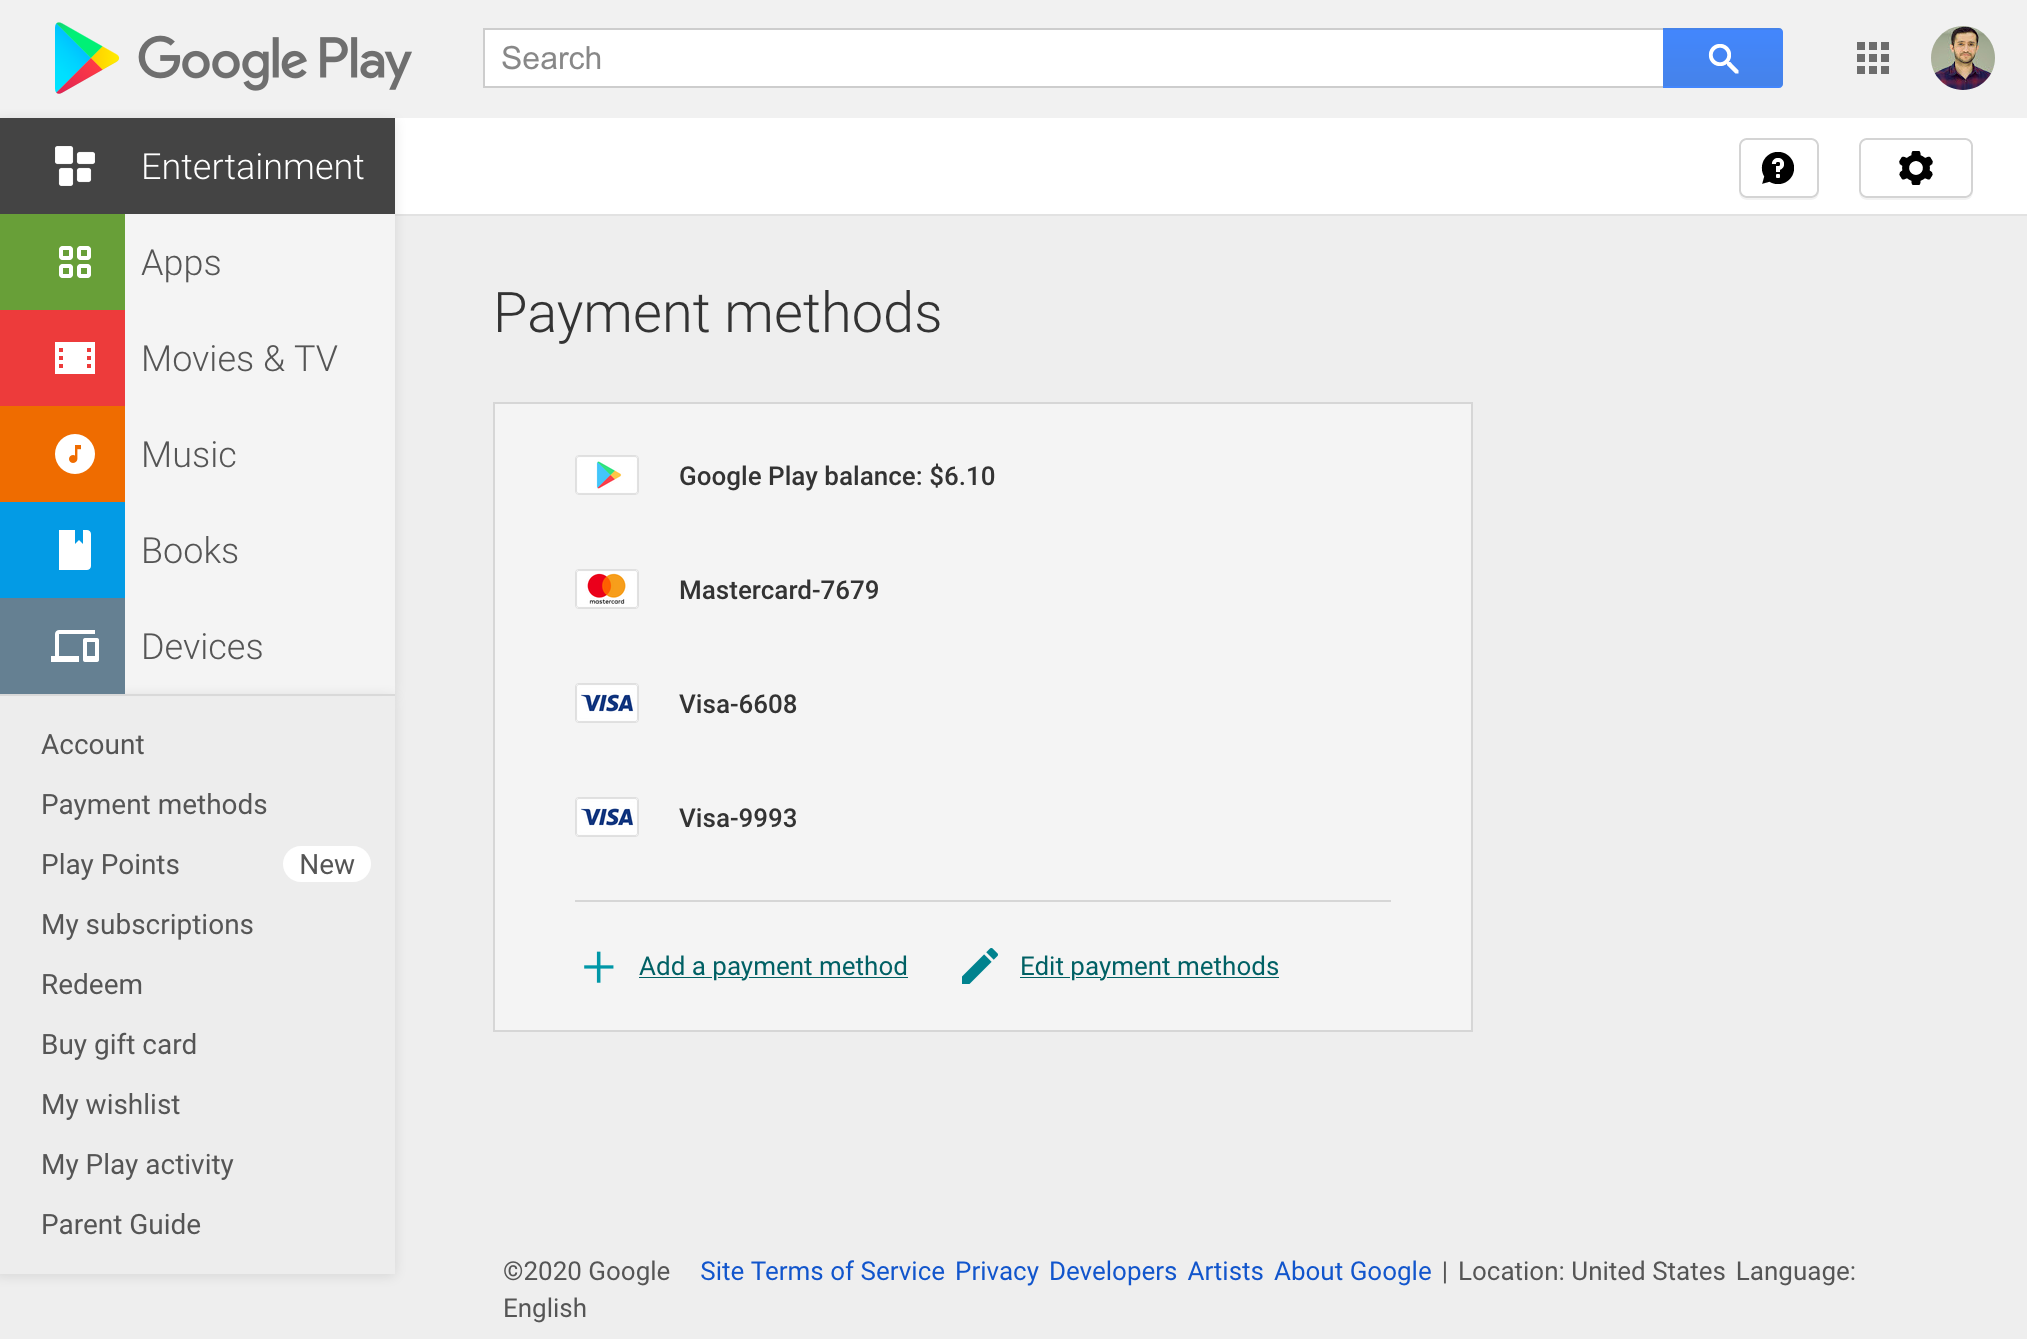 Google Play
Search
Entertainment
Apps
Movies & TV
Music
Books
Devices
Account
Payment methods
Play Points New
My subscriptions
Redeem
Buy gift card
My wishlist
My Play activity
Parent Guide
Payment methods
Google Play balance: $6.10
mastercard
Mastercard-7679
VISA
Visa-6608
VISA
Visa-9993
Add a payment method Edit payment methods
©2020 Google Site Terms of Service Privacy Developers Artists About Google | Location: United States Language:
English